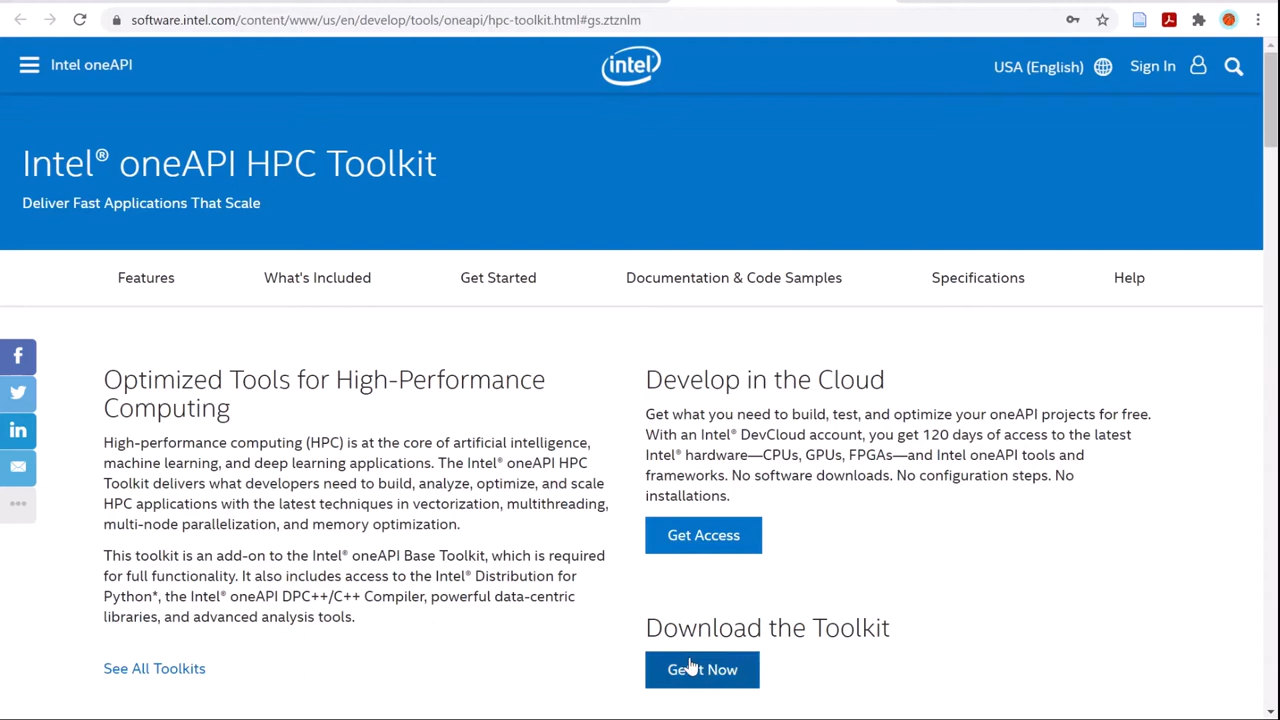 software.intel.com/content/www/us/en/develop/tools/oneapi/hpc-toolkit.html#gs.ztznlm
Intel oneAPI
intel
USA (English)
Sign In
Intel® oneAPI HPC Toolkit
Deliver Fast Applications That Scale
Features
What's Included
Get Started
Documentation & Code Samples
Specifications
Help
Optimized Tools for High-Performance
Computing
High-performance computing (HPC) is at the core of artificial intelligence,
machine learning, and deep learning applications. The Intel® oneAPI HPC
Toolkit delivers what developers need to build, analyze, optimize, and scale
HPC applications with the latest techniques in vectorization, multithreading,
multi-node parallelization, and memory optimization.
This toolkit is an add-on to the Intel® oneAPI Base Toolkit, which is required
for full functionality. It also includes access to the Intel® Distribution for
Python*, the Intel® oneAPI DPC++/C++ Compiler, powerful data-centric
libraries, and advanced analysis tools.
See All Toolkits
Develop in the Cloud
Get what you need to build, test, and optimize your oneAPI projects for free.
With an Intel® DevCloud account, you get 120 days of access to the latest
Intel® hardware—CPUs, GPUs, FPGAs—and Intel oneAPI tools and
frameworks. No software downloads. No configuration steps. No
installations.
Get Access
Download the Toolkit
Get It Now